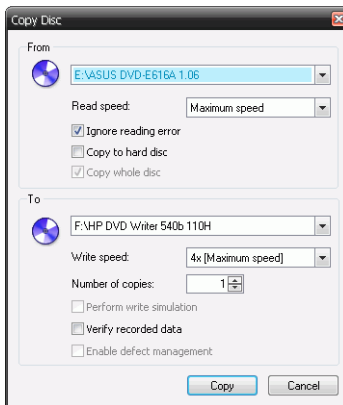 Copy Disc
From
E:\ASUS DVD-E616A 1.06
Read speed:
Maximum speed
Ignore reading error
Copy to hard disc
Copy whole disc
To
F:\HP DVD Writer 540b 110H
Write speed:
4x [Maximum speed]
Number of copies:
1
Perform write simulation
Verify recorded data
Enable defect management
Copy
Cancel